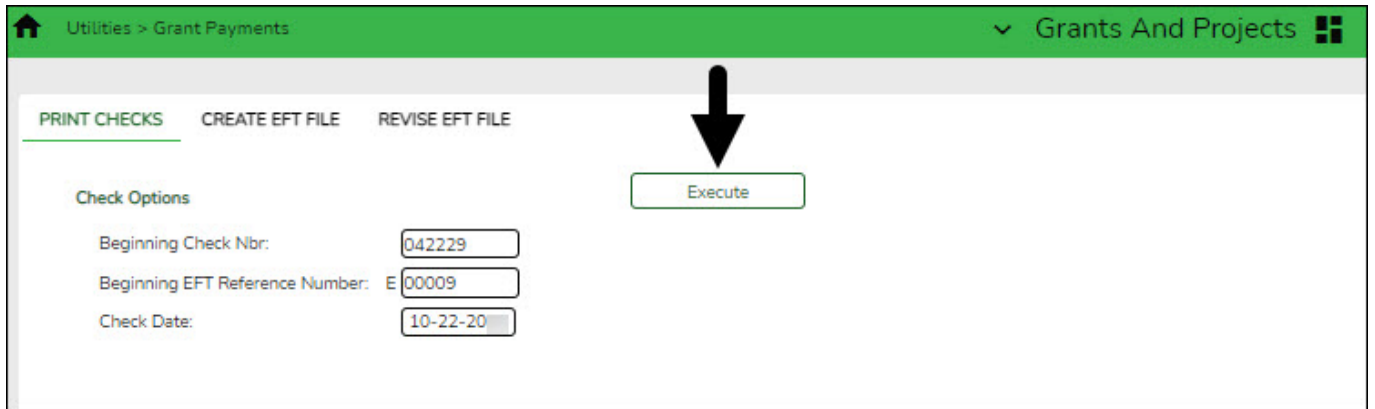 Utilities > Grant Payments
Grants And Projects
PRINT CHECKS CREATE EFT FILE REVISE EFT FILE
Execute
Check Options
Beginning Check Nbr: 042229
Beginning EFT Reference Number: E 00009
Check Date: 10-22-20